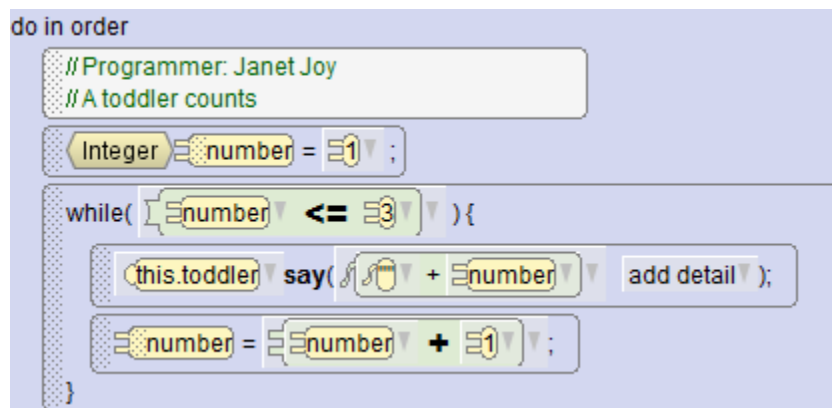 do in order
// Programmer: Janet Joy
// A toddler counts
Integer number = 1 ;
while( number <= 3 ) {
this.toddler say( + number add detail );
number = number + 1 ;
}